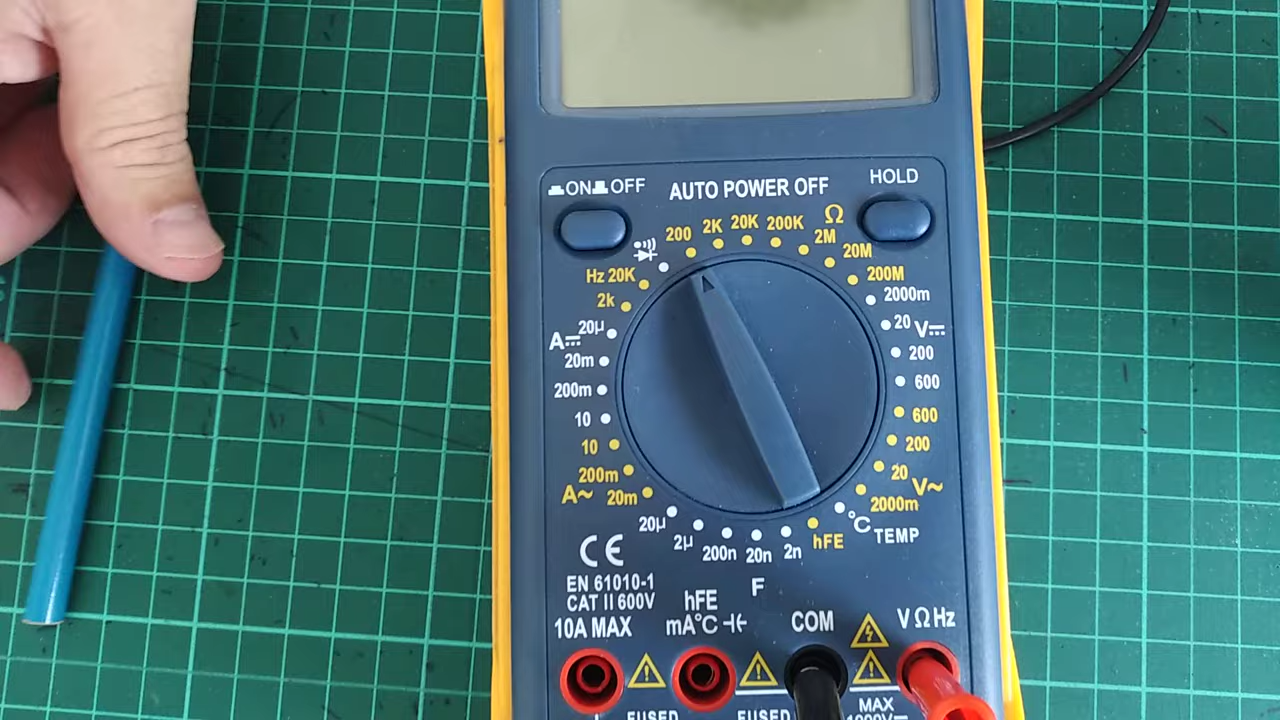 ON OFF
AUTO POWER OFF
HOLD
200 2K 20K 200K Ω
2M
20M
200M
2000m
20 V⎓
200
600
600
200
20 V~
2000m
°C TEMP
Hz 20K
2k
A⎓ 20µ
20m
200m
10
10
200m
A~ 20m
20µ 2µ 200n 20n 2n hFE
F
CE
EN 61010-1
CAT II 600V
10A MAX
hFE
mA°C
COM
VΩHz
FUSED
FUSED
MAX